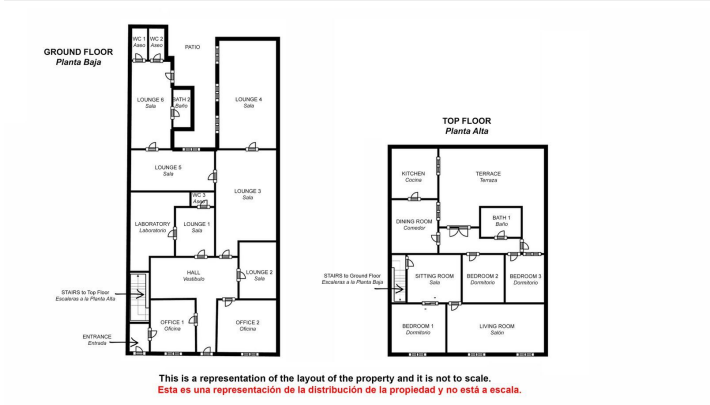 GROUND FLOOR
Planta Baja
WC 1
Aseo
WC 2
Aseo
PATIO
LOUNGE 6
Sala
BATH 2
Baño
LOUNGE 4
Sala
LOUNGE 5
Sala
LOUNGE 3
Sala
WC 3
Aseo
LABORATORY
Laboratorio
LOUNGE 1
Sala
HALL
Vestíbulo
LOUNGE 2
Sala
STAIRS to Top Floor
Escaleras a la Planta Alta
OFFICE 1
Oficina
OFFICE 2
Oficina
ENTRANCE
Entrada
TOP FLOOR
Planta Alta
KITCHEN
Cocina
TERRACE
Terraza
DINING ROOM
Comedor
BATH 1
Baño
STAIRS to Ground Floor
Escaleras a la Planta Baja
SITTING ROOM
Sala
BEDROOM 2
Dormitorio
BEDROOM 3
Dormitorio
BEDROOM 1
Dormitorio
LIVING ROOM
Salón
This is a representation of the layout of the property and it is not to scale.
Esta es una representación de la distribución de la propiedad y no está a escala.